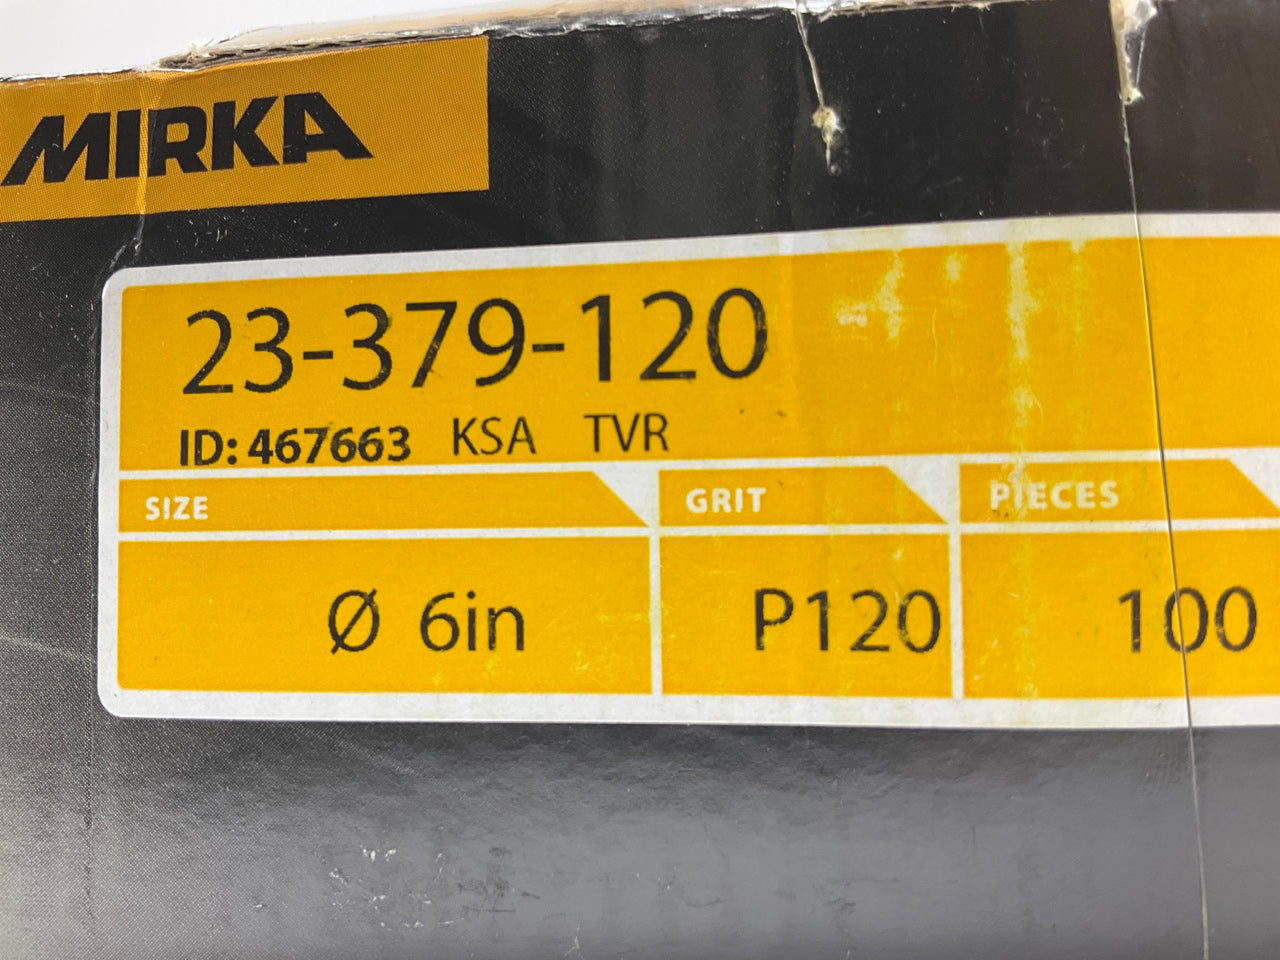 MIRKA
23-379-120
ID: 467663 KSA TVR
SIZE GRIT PIECES
Ø 6in P120 100